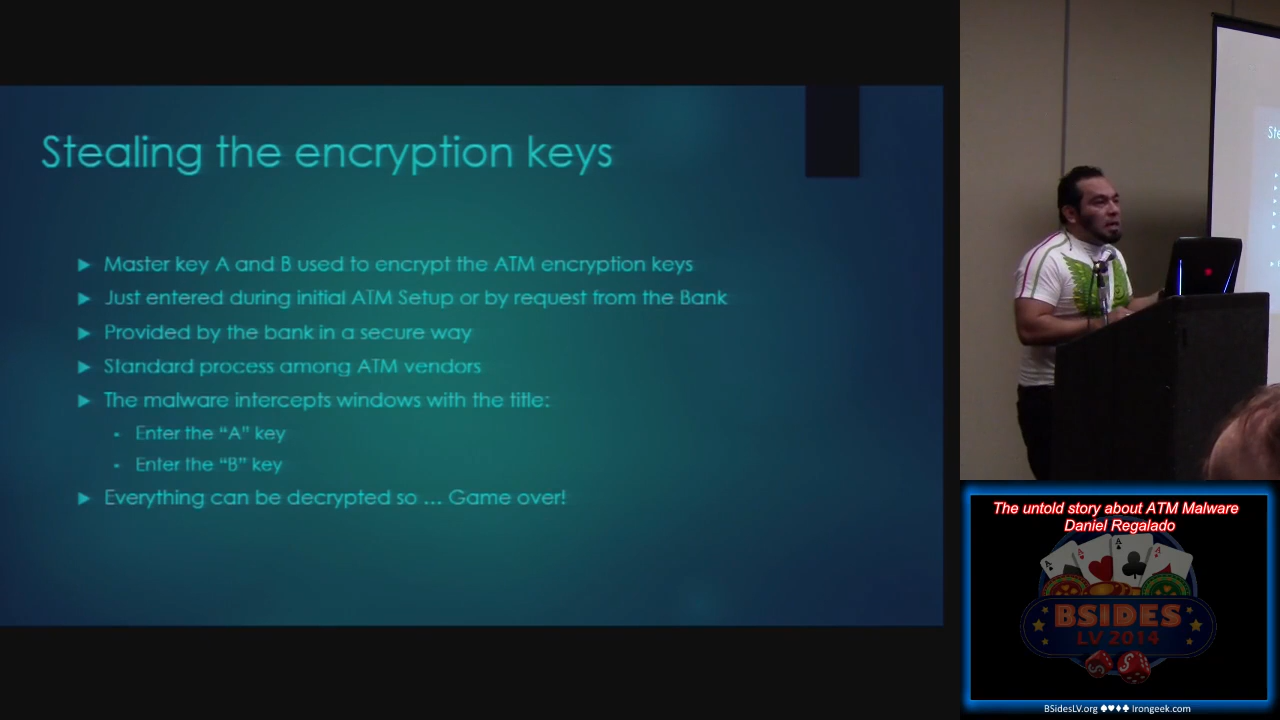 Stealing the encryption keys
Master key A and B used to encrypt the ATM encryption keys
Just entered during initial ATM Setup or by request from the Bank
Provided by the bank in a secure way
Standard process among ATM vendors
The malware intercepts windows with the title:
Enter the “A” key
Enter the “B” key
Everything can be decrypted so ... Game over!
Ste
The untold story about ATM Malware
Daniel Regalado
A
A
A
A
BSIDES
LV 2014
BSidesLV.org ♠♥♦♣ Irongeek.com